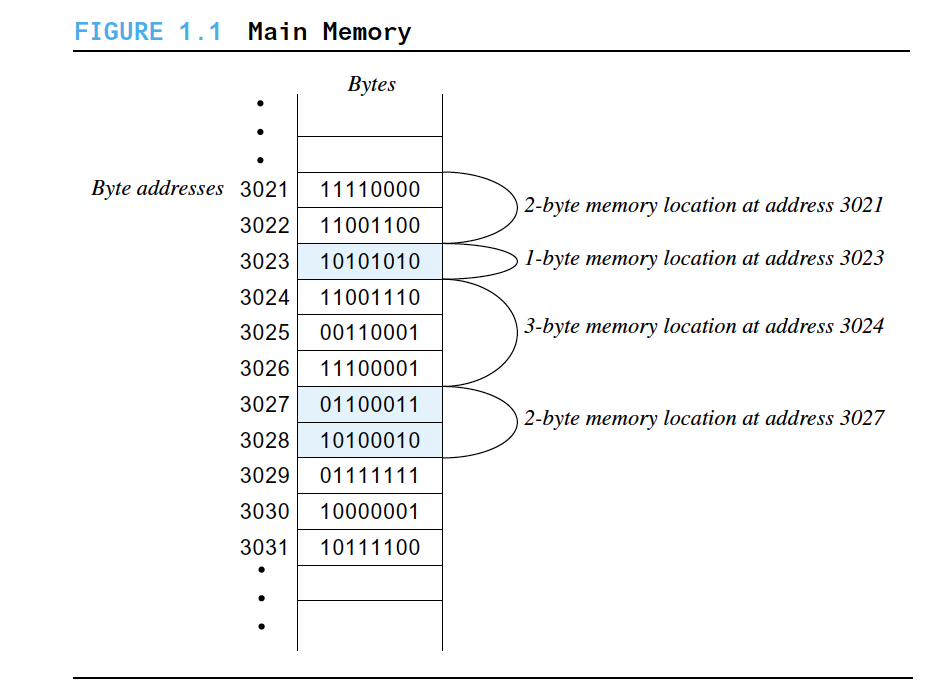 FIGURE 1.1 Main Memory
Bytes
Byte addresses 3021 11110000
2-byte memory location at address 3021
3022 11001100
3023 10101010 1-byte memory location at address 3023
3024 11001110
3025 00110001 3-byte memory location at address 3024
3026 11100001
3027 01100011
2-byte memory location at address 3027
3028 10100010
3029 01111111
3030 10000001
3031 10111100